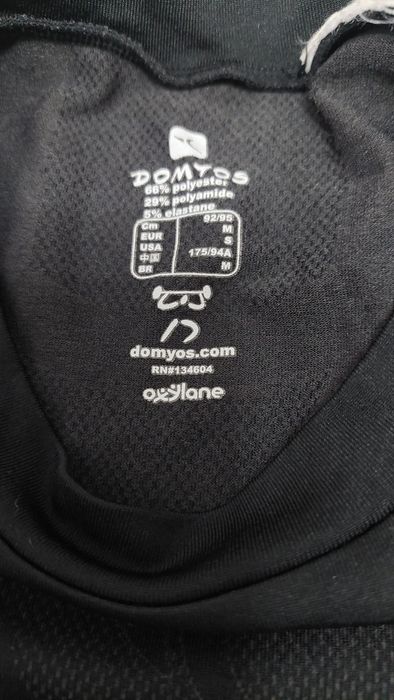 DOMYOS
66% polyester
29% polyamide
5% elastane
Cm 92/95
EUR M
USA S
中国 175/94A
BR M
domyos.com
RN#134604
oxylane